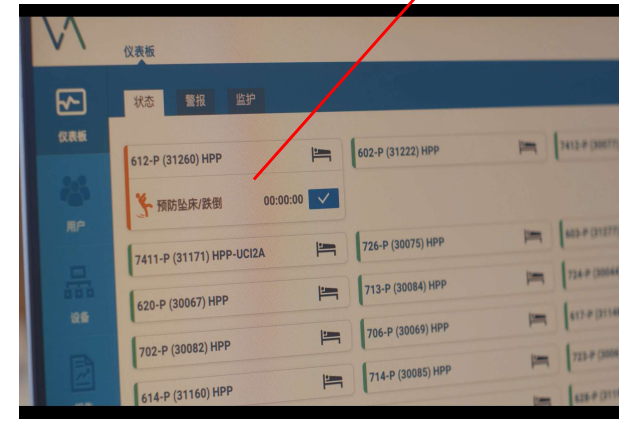 仪表板
仪表板
状态
警报
监护
612-P (31260) HPP
预防坠床/跌倒
00:00:00
7411-P (31171) HPP-UCI2A
620-P (30067) HPP
702-P (30082) HPP
614-P (31160) HPP
602-P (31222) HPP
726-P (30075) HPP
713-P (30084) HPP
706-P (30069) HPP
714-P (30085) HPP
用户
设备